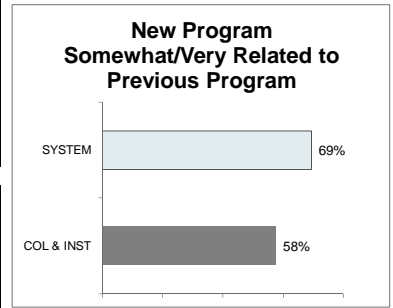 New Program
Somewhat/Very Related to
Previous Program
SYSTEM
69%
COL & INST
58%